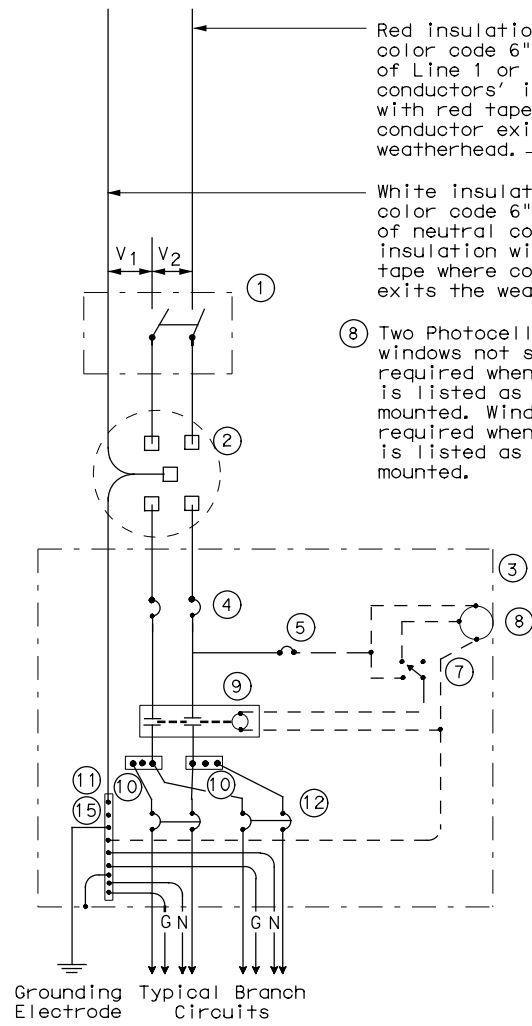 Red insulatio
color code 6"
of Line 1 or
conductors' i
with red tape
conductor exi
weatherhead.
White insulat
color code 6"
of neutral co
insulation wi
tape where co
exits the wea
V1
V2
1
8 Two Photocell
windows not s
required when
is listed as
mounted. Wind
required when
is listed as
mounted.
2
3
4
5
8
7
9
11
10
10
15
12
G N
G N
Grounding Electrode
Typical Branch Circuits